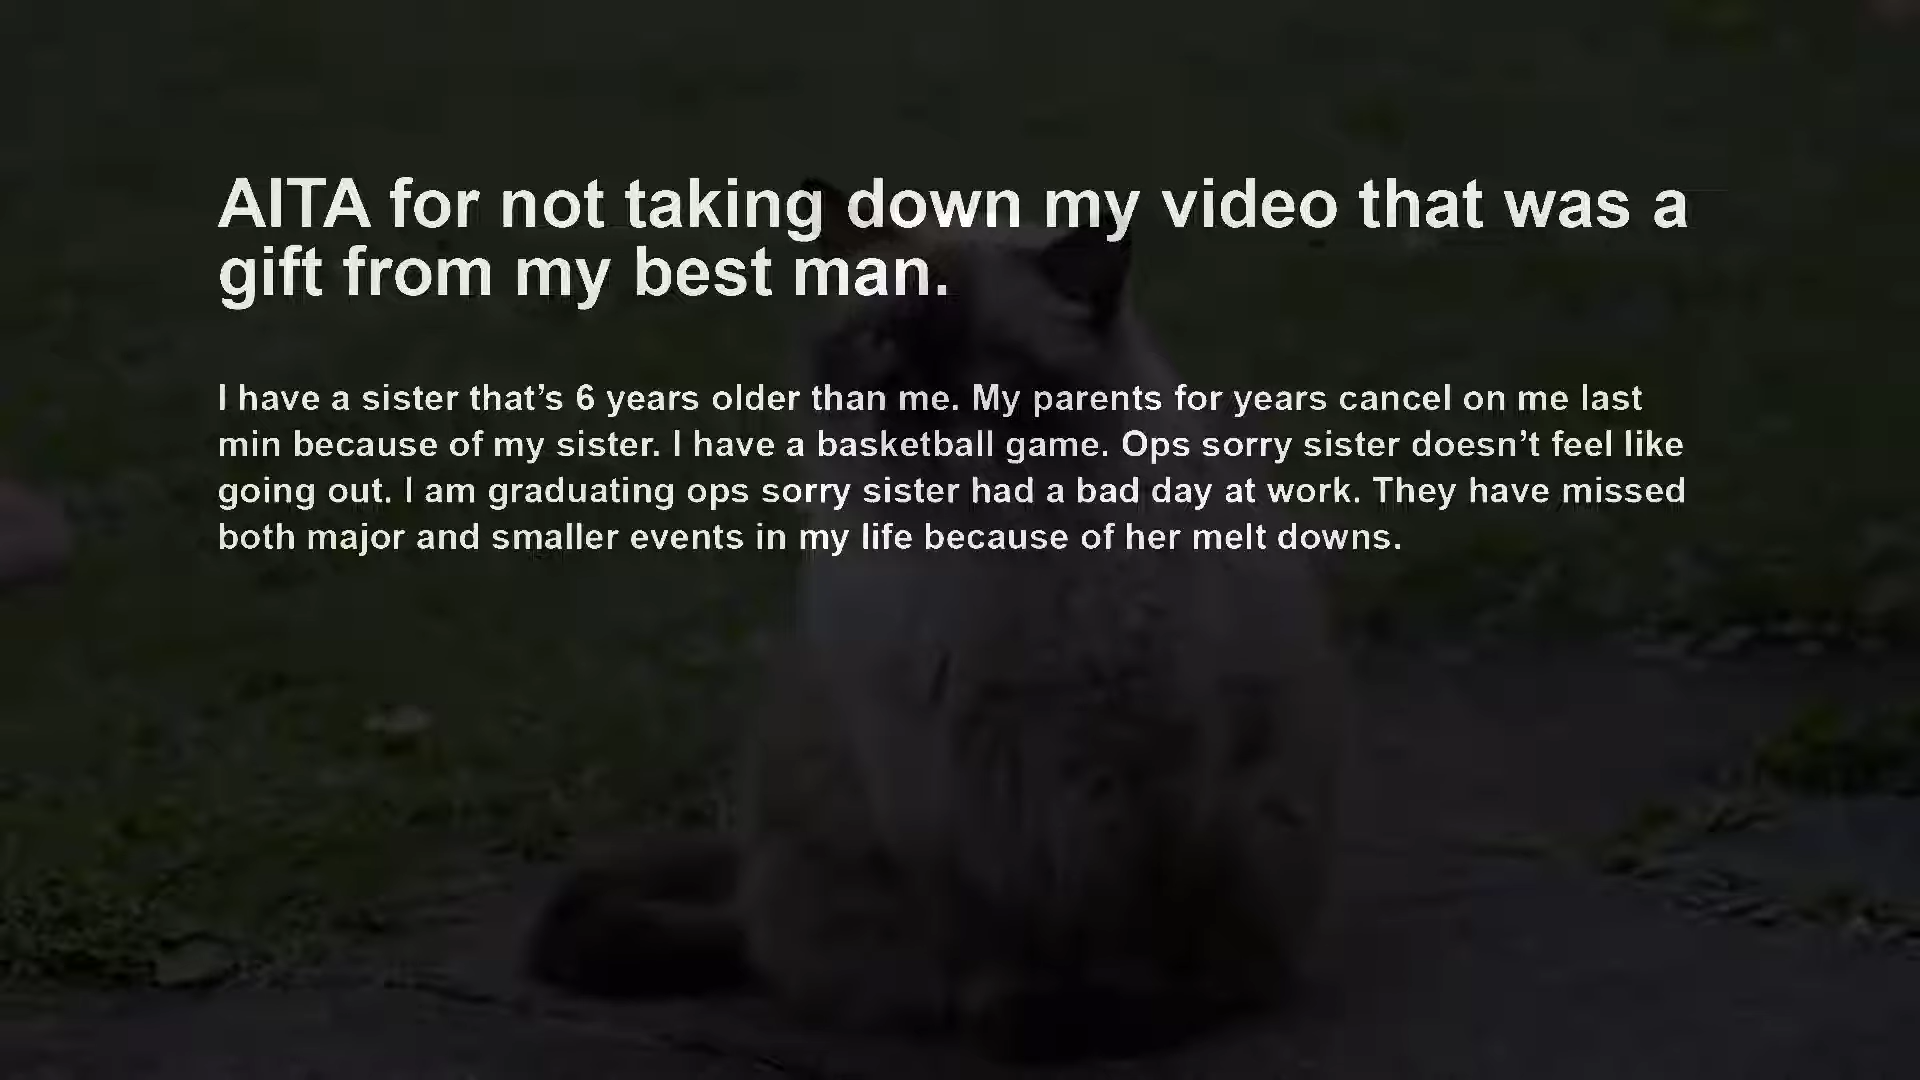 AITA for not taking down my video that was a
gift from my best man.
I have a sister that’s 6 years older than me. My parents for years cancel on me last
min because of my sister. I have a basketball game. Ops sorry sister doesn’t feel like
going out. I am graduating ops sorry sister had a bad day at work. They have missed
both major and smaller events in my life because of her melt downs.